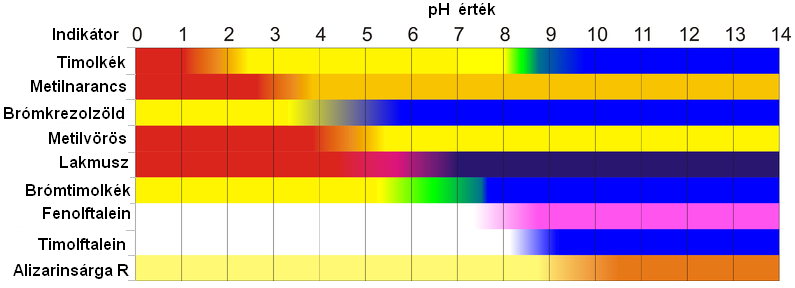 pH érték
Indikátor 0 1 2 3 4 5 6 7 8 9 10 11 12 13 14
Timolkék
Metilnarancs
Brómkrezolzöld
Metilvörös
Lakmusz
Brómtimolkék
Fenolftalein
Timolftalein
Alizarinsárga R